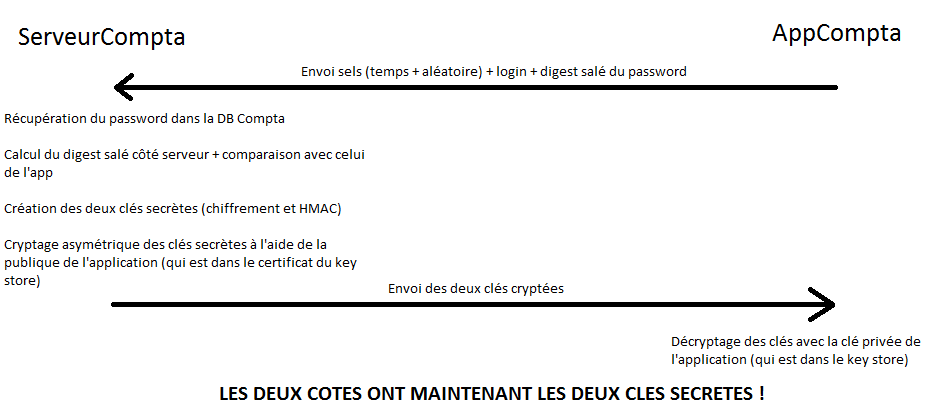 ServeurCompta
AppCompta
Envoi sels (temps + aléatoire) + login + digest salé du password
Récupération du password dans la DB Compta
Calcul du digest salé côté serveur + comparaison avec celui
de l'app
Création des deux clés secrètes (chiffrement et HMAC)
Cryptage asymétrique des clés secrètes à l'aide de la
publique de l'application (qui est dans le certificat du key
store)
Envoi des deux clés cryptées
Décryptage des clés avec la clé privée de
l'application (qui est dans le key store)
LES DEUX COTES ONT MAINTENANT LES DEUX CLES SECRETES !